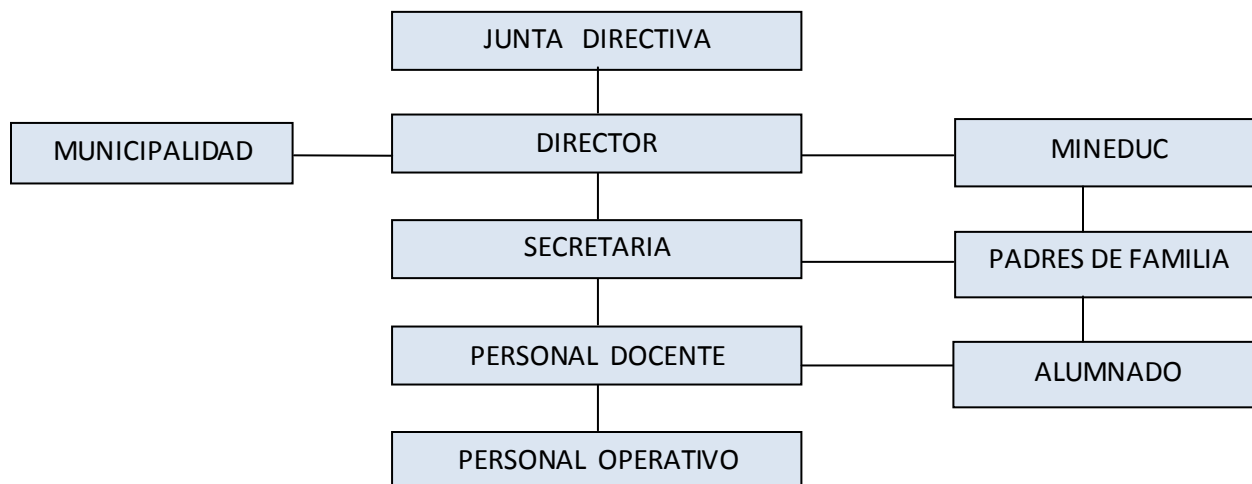 JUNTA DIRECTIVA
MUNICIPALIDAD
DIRECTOR
MINEDUC
SECRETARIA
PADRES DE FAMILIA
PERSONAL DOCENTE
ALUMNADO
PERSONAL OPERATIVO